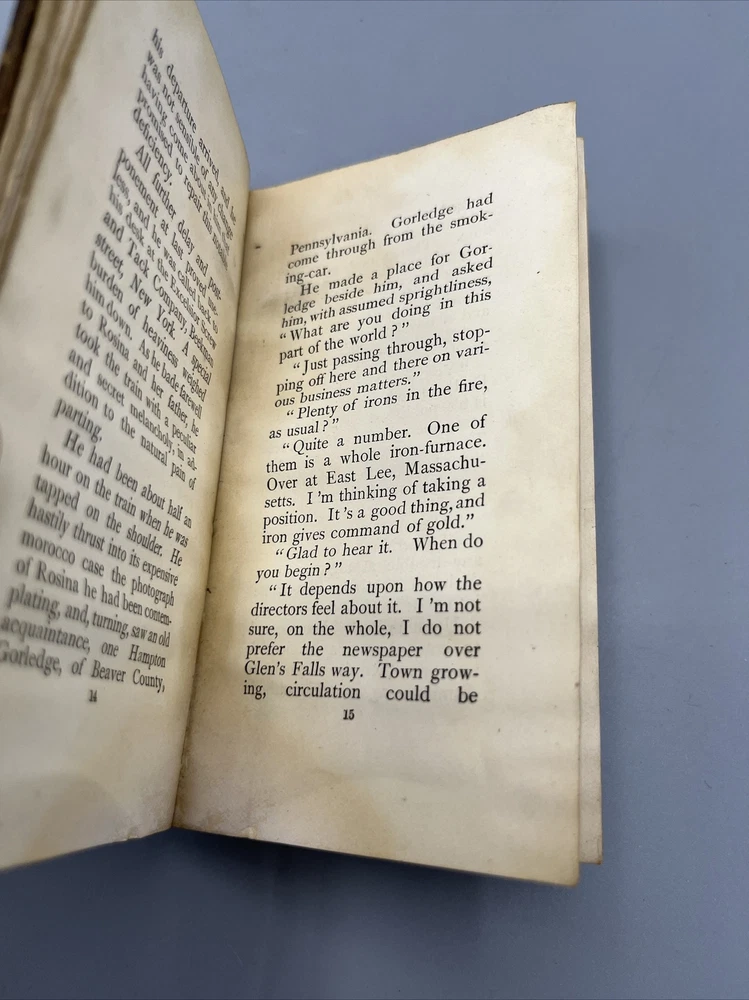 his departure arrived, and he
was not sensible of any change
having come about in him. He
promised to repair this
deficiency.
All further delay and post-
ponement at last proved use-
less, and he was called back to
his desk at the Excelsior Screw
and Tack Company, Beekman
street, New York. A special
burden of heaviness weighed
him down. As he bade farewell
to Rosina and her father, he
took the train with a peculiar
and secret melancholy, in ad-
dition to the natural pain of
parting.
He had been about half an
hour on the train when he was
tapped on the shoulder. He
hastily thrust into its expensive
morocco case the photograph
of Rosina he had been contem-
plating, and, turning, saw an old
acquaintance, one Hampton
Gorledge, of Beaver County,
14
Pennsylvania. Gorledge had
come through from the smok-
ing-car.
He made a place for Gor-
ledge beside him, and asked
him, with assumed sprightliness,
"What are you doing in this
part of the world?"
"Just passing through, stop-
ping off here and there on vari-
ous business matters."
"Plenty of irons in the fire,
as usual?"
"Quite a number. One of
them is a whole iron-furnace.
Over at East Lee, Massachu-
setts. I'm thinking of taking a
position. It's a good thing, and
iron gives command of gold."
"Glad to hear it. When do
you begin?"
"It depends upon how the
directors feel about it. I'm not
sure, on the whole, I do not
prefer the newspaper over
Glen's Falls way. Town grow-
ing, circulation could be
15